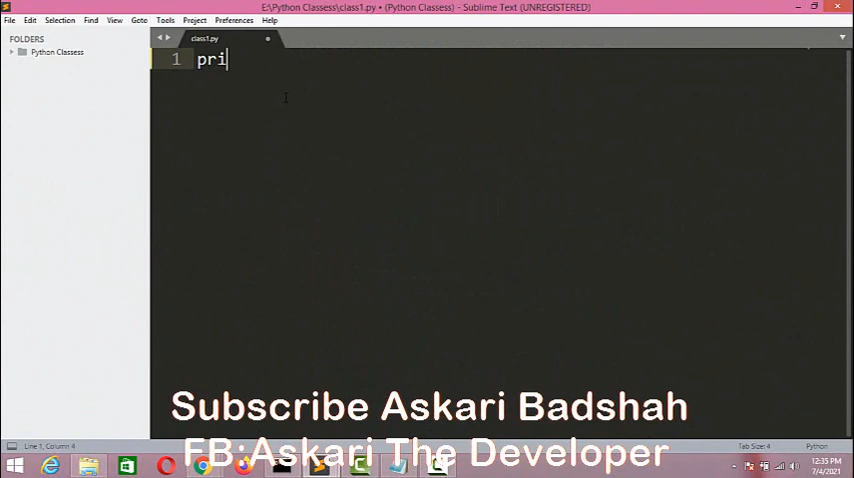 E:\Python Classess\class1.py • (Python Classess) - Sublime Text (UNREGISTERED)
File Edit Selection Find View Goto Tools Project Preferences Help
FOLDERS
Python Classess
class1.py
1 pri
Subscribe Askari Badshah
FB:Askari The Developer
Line 1, Column 4
Tab Size: 4
Python
12:35 PM
7/4/2021